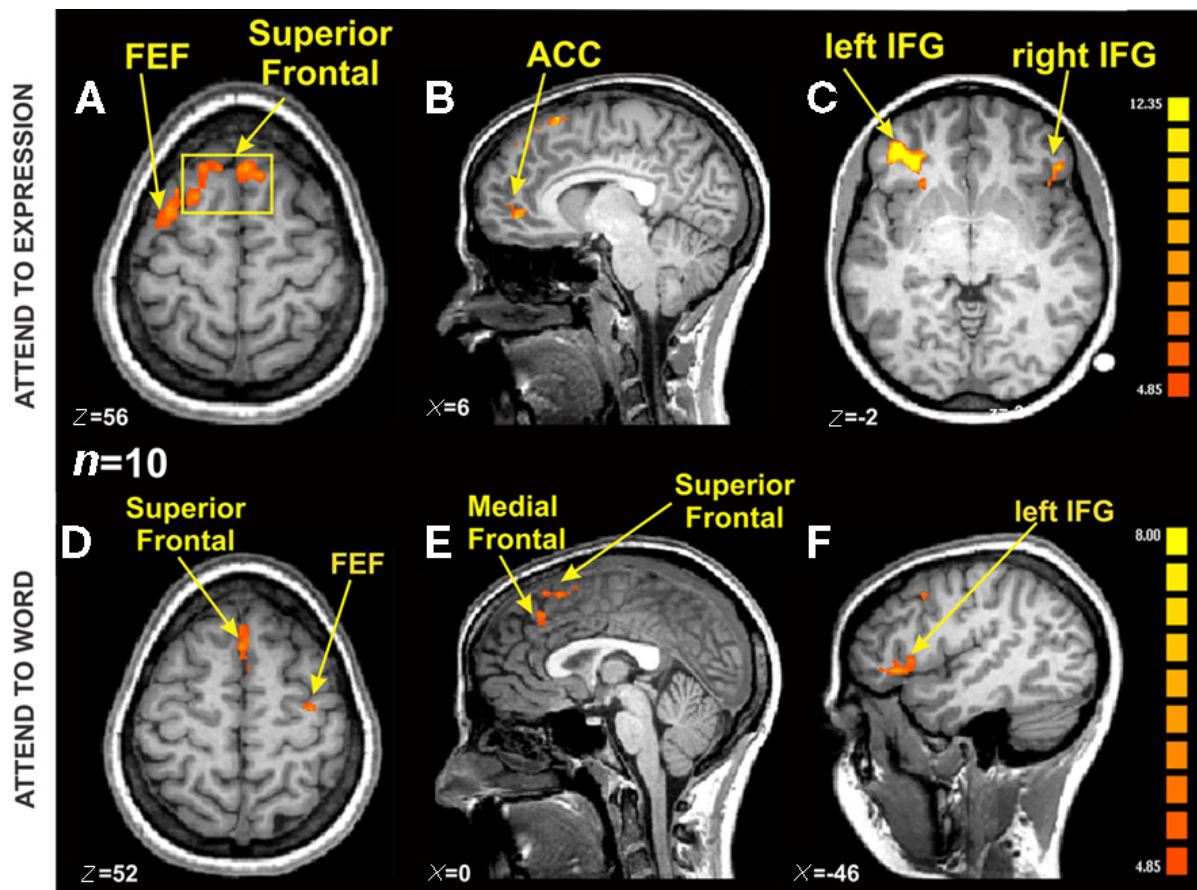 ATTEND TO EXPRESSION
A
FEF
Superior
Frontal
Z=56
B
ACC
X=6
C
left IFG
right IFG
Z=-2
12.35
4.85
n=10
ATTEND TO WORD
D
Superior
Frontal
FEF
Z=52
E
Medial
Frontal
Superior
Frontal
X=0
F
left IFG
X=-46
8.00
4.85